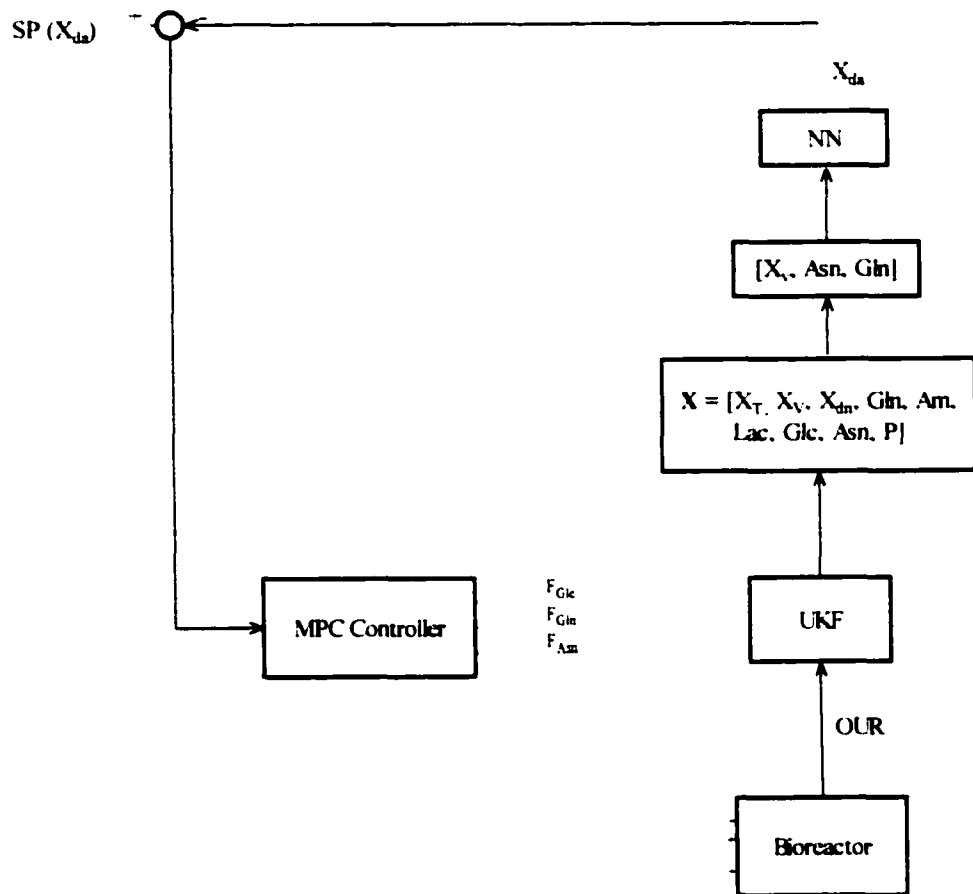 SP (X_da)
X_da
NN
[X_v, Asn, Gln]
X = [X_T, X_V, X_dn, Gln, Am,
Lac, Glc, Asn, P]
F_Glc
F_Gln
F_Asn
MPC Controller
UKF
OUR
Bioreactor